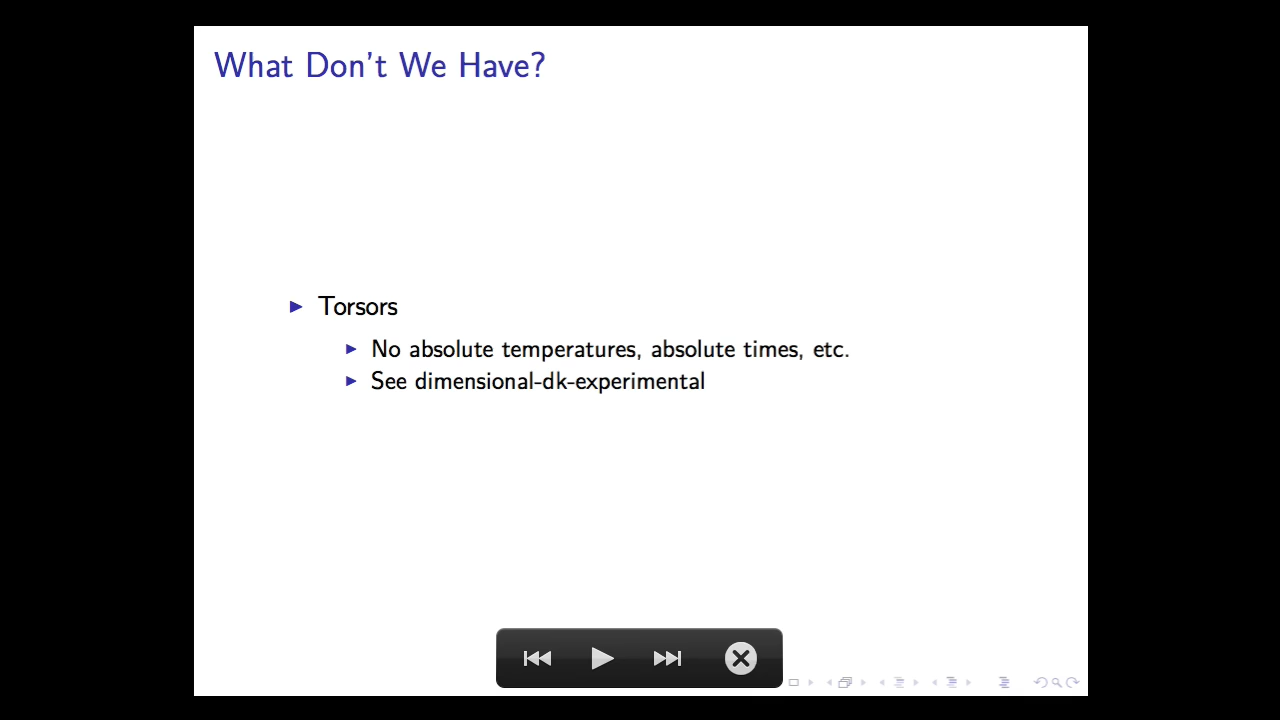 What Don't We Have?
Torsors
No absolute temperatures, absolute times, etc.
See dimensional-dk-experimental